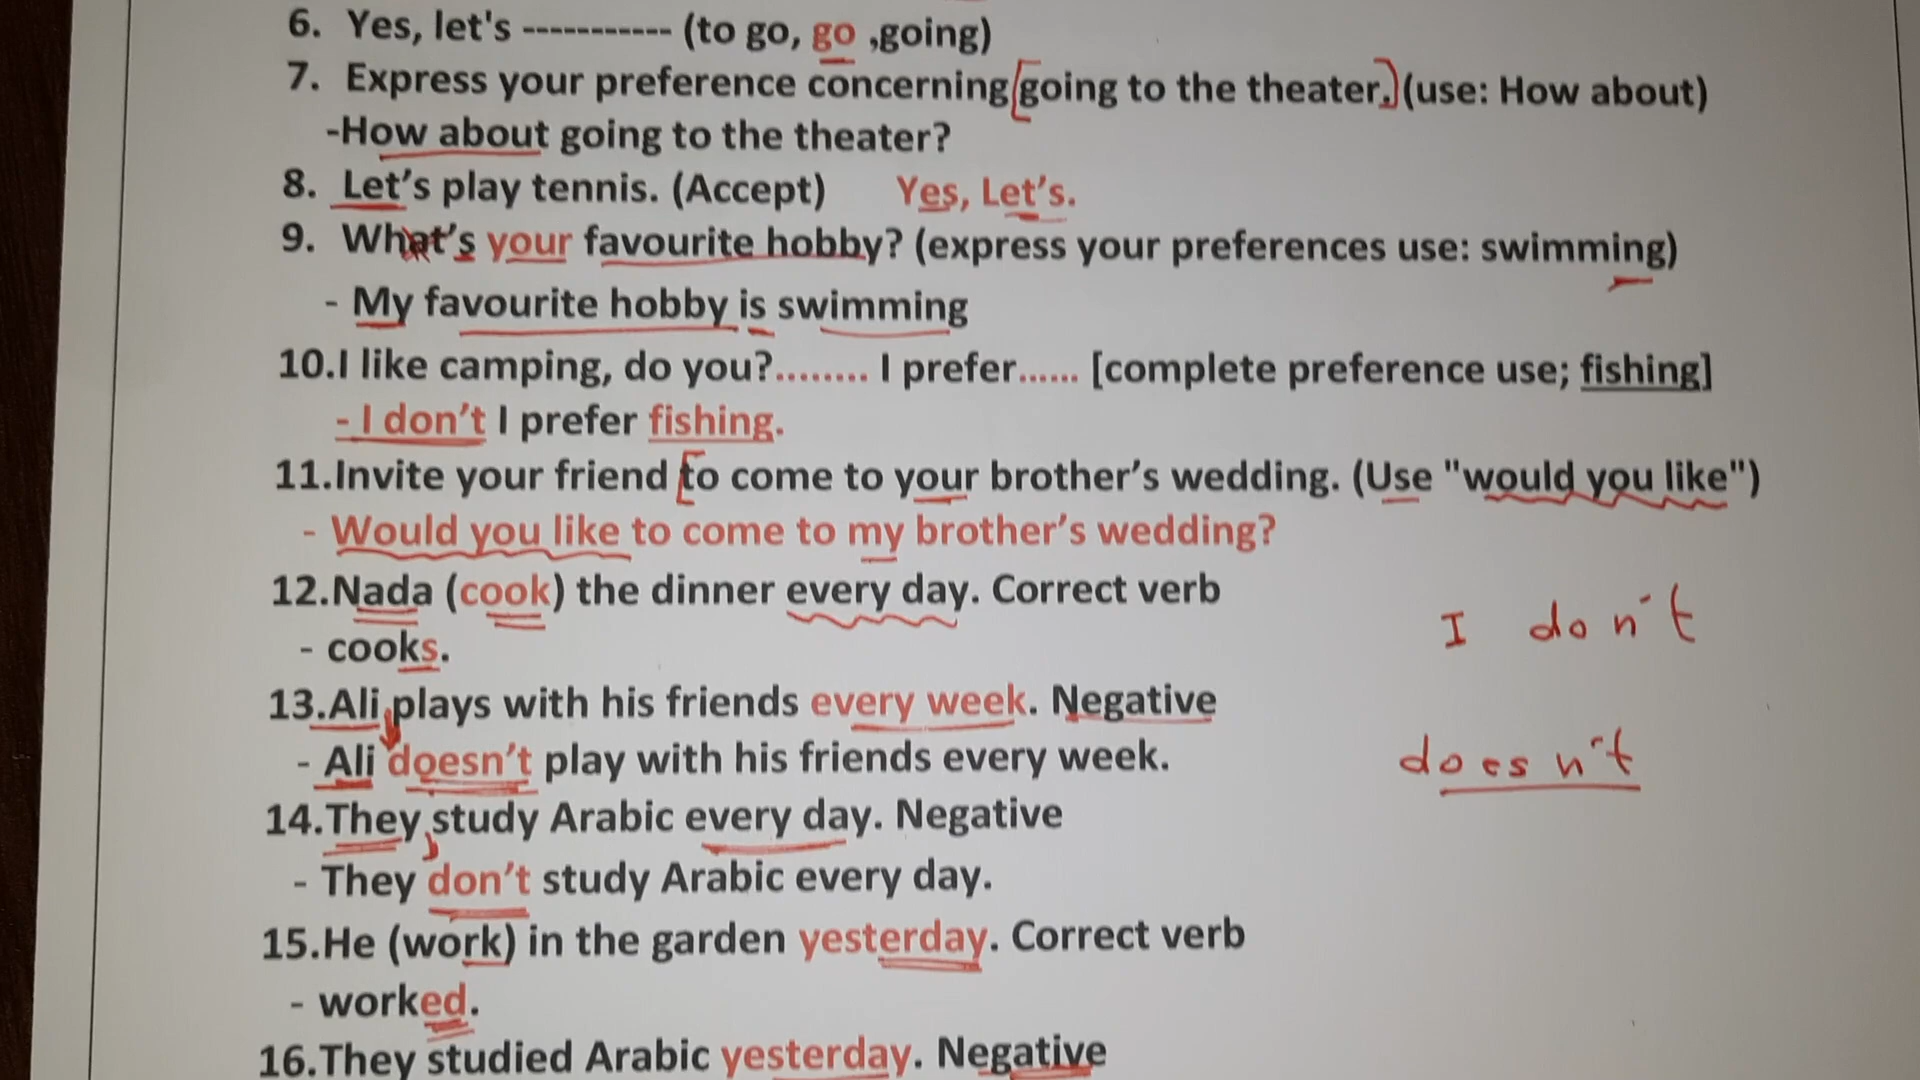 6. Yes, let's ----------- (to go, go ,going)
7. Express your preference concerning going to the theater. (use: How about)
-How about going to the theater?
8. Let's play tennis. (Accept) Yes, Let's.
9. What's your favourite hobby? (express your preferences use: swimming)
- My favourite hobby is swimming
10.I like camping, do you?........ I prefer...... [complete preference use; fishing]
- I don't I prefer fishing.
11.Invite your friend to come to your brother's wedding. (Use "would you like")
- Would you like to come to my brother's wedding?
12.Nada (cook) the dinner every day. Correct verb
I don't
- cooks.
13.Ali plays with his friends every week. Negative
- Ali doesn't play with his friends every week.
doesn't
14.They study Arabic every day. Negative
- They don't study Arabic every day.
15.He (work) in the garden yesterday. Correct verb
- worked.
16.They studied Arabic yesterday. Negative